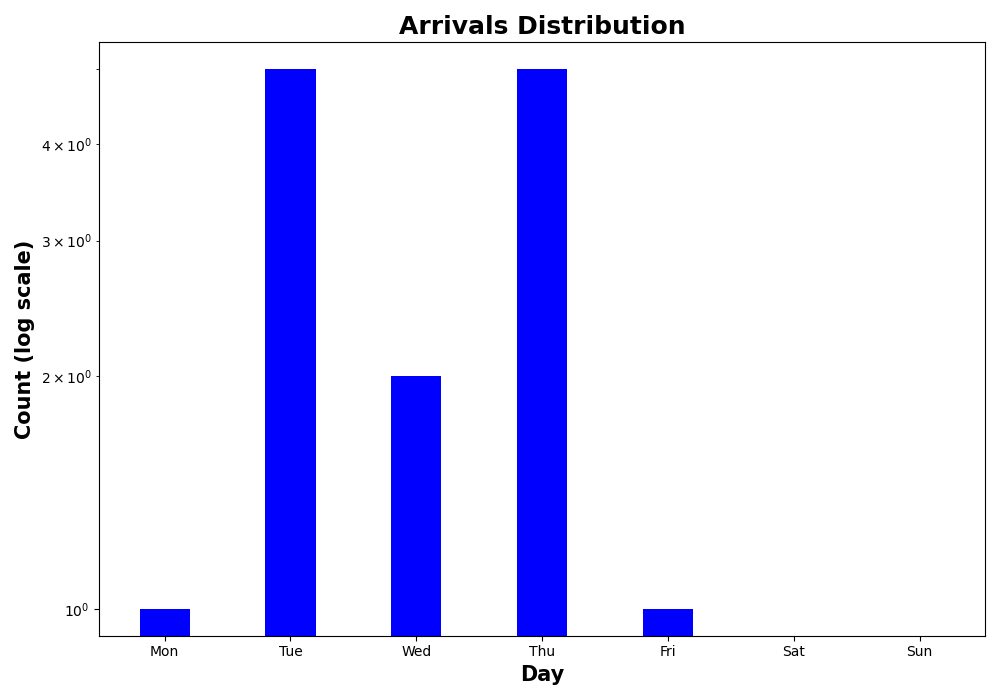 Arrivals Distribution
Count (log scale)
4 × 10⁰
3 × 10⁰
2 × 10⁰
10⁰
Mon Tue Wed Thu Fri Sat Sun
Day